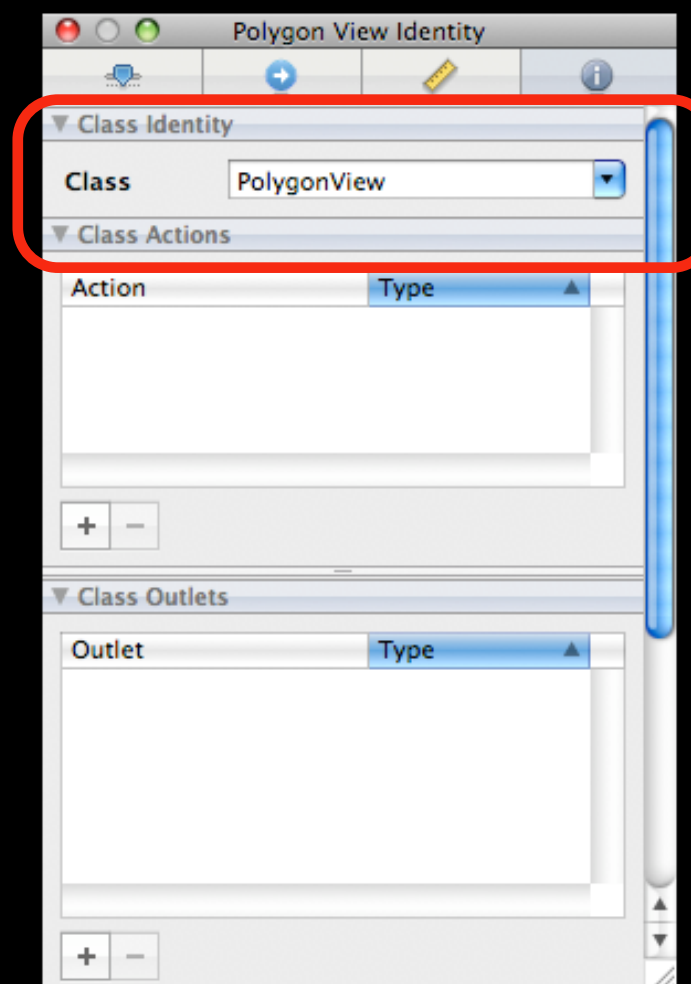 Polygon View Identity
Class Identity
Class PolygonView
Class Actions
Action Type
+ −
Class Outlets
Outlet Type
+ −